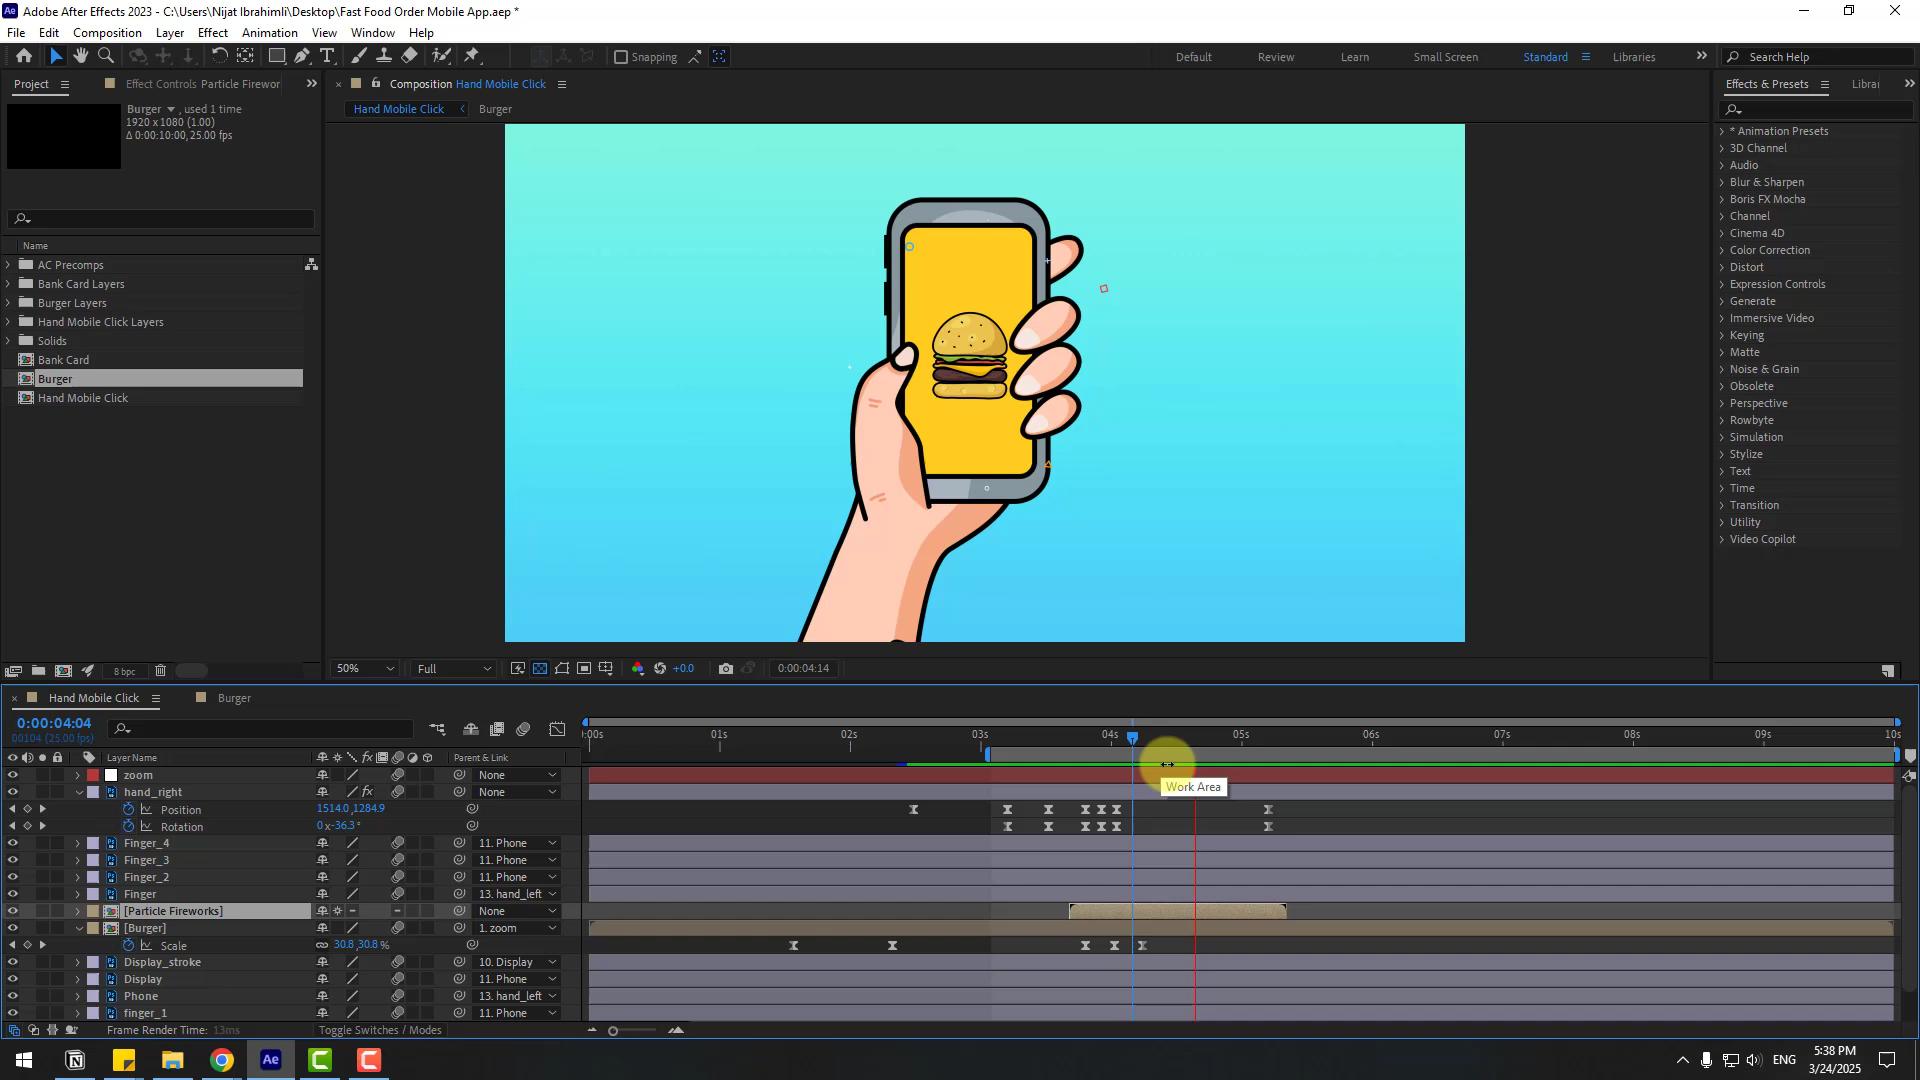 Adobe After Effects 2023 - C:\Users\Nijat Ibrahimli\Desktop\Fast Food Order Mobile App.aep *
File Edit Composition Layer Effect Animation View Window Help
Snapping Default Review Learn Small Screen Standard Libraries Search Help
Project Effect Controls Particle Firewor Composition Hand Mobile Click Effects & Presets Librar
Hand Mobile Click Burger
Burger , used 1 time
1920 x 1080 (1.00)
Δ 0:00:10:00, 25.00 fps
Name
AC Precomps
Bank Card Layers
Burger Layers
Hand Mobile Click Layers
Solids
Bank Card
Burger
Hand Mobile Click
* Animation Presets
3D Channel
Audio
Blur & Sharpen
Boris FX Mocha
Channel
Cinema 4D
Color Correction
Distort
Expression Controls
Generate
Immersive Video
Keying
Matte
Noise & Grain
Obsolete
Perspective
Rowbyte
Simulation
Stylize
Text
Time
Transition
Utility
Video Copilot
8 bpc 50% Full +0.0 0:00:04:14
Hand Mobile Click Burger
0:00:04:04
00104 (25.00 fps)
:00s 01s 02s 03s 04s 05s 06s 07s 08s 09s 10s
Layer Name Parent & Link
zoom None
Work Area
hand_right None
Position 1514.0,1284.9
Rotation 0x-36.3°
Finger_4 11. Phone
Finger_3 11. Phone
Finger_2 11. Phone
Finger 13. hand_left
[Particle Fireworks] None
[Burger] 1. zoom
Scale 30.8,30.8 %
Display_stroke 10. Display
Display 11. Phone
Phone 13. hand_left
finger_1 11. Phone
Frame Render Time: 13ms Toggle Switches / Modes
Ae ENG 5:38 PM
3/24/2025